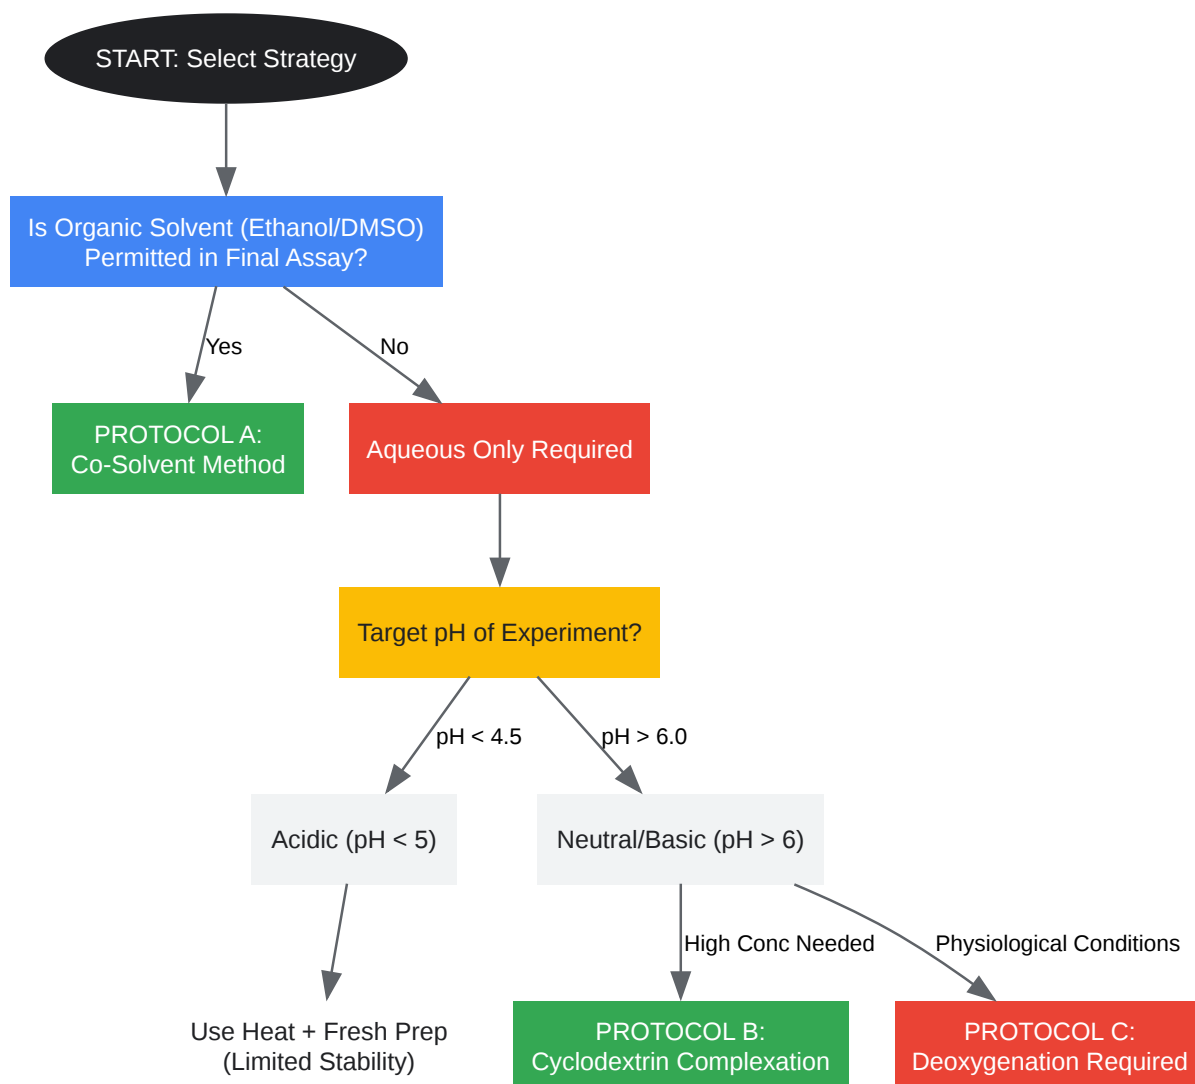 START: Select Strategy
Is Organic Solvent (Ethanol/DMSO)
Permitted in Final Assay?
Yes
No
PROTOCOL A:
Co-Solvent Method
Aqueous Only Required
Target pH of Experiment?
pH < 4.5
pH > 6.0
Acidic (pH < 5)
Neutral/Basic (pH > 6)
High Conc Needed
Physiological Conditions
Use Heat + Fresh Prep
(Limited Stability)
PROTOCOL B:
Cyclodextrin Complexation
PROTOCOL C:
Deoxygenation Required